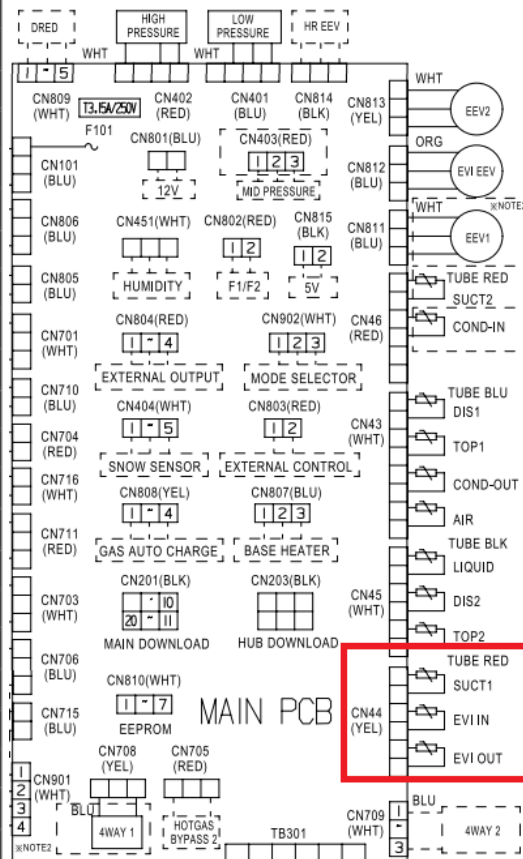 DRED
HIGH PRESSURE
LOW PRESSURE
HR EEV
WHT
WHT
1 - 5
CN809 (WHT)
T3.15A/250V
F101
CN402 (RED)
CN401 (BLU)
CN814 (BLK)
CN813 (YEL)
WHT
EEV2
CN101 (BLU)
CN801(BLU)
12V
CN403(RED)
1 2 3
MID PRESSURE
CN812 (BLU)
ORG
EVI EEV
CN806 (BLU)
CN451(WHT)
HUMIDITY
CN802(RED)
1 2
F1/F2
CN815 (BLK)
1 2
5V
CN811 (BLU)
WHT
※NOTE2
EEV1
CN805 (BLU)
CN46 (RED)
TUBE RED
SUCT2
COND-IN
CN701 (WHT)
CN804(RED)
1 ~ 4
EXTERNAL OUTPUT
CN902(WHT)
1 2 3
MODE SELECTOR
CN710 (BLU)
CN404(WHT)
1 - 5
SNOW SENSOR
CN803(RED)
1 2
EXTERNAL CONTROL
CN43 (WHT)
TUBE BLU
DIS1
TOP1
COND-OUT
AIR
CN704 (RED)
CN716 (WHT)
CN808(YEL)
1 - 4
GAS AUTO CHARGE
CN807(BLU)
1 2 3
BASE HEATER
CN711 (RED)
CN45 (WHT)
TUBE BLK
LIQUID
DIS2
TOP2
CN703 (WHT)
CN201(BLK)
- 10
20 ~ 11
MAIN DOWNLOAD
CN203(BLK)
HUB DOWNLOAD
CN706 (BLU)
CN715 (BLU)
CN810(WHT)
1 ~ 7
EEPROM
MAIN PCB
CN44 (YEL)
TUBE RED
SUCT1
EVI IN
EVI OUT
1
2
3
4
CN901 (WHT)
※NOTE2
CN708 (YEL)
BLU
4WAY 1
CN705 (RED)
HOTGAS BYPASS 2
TB301
CN709 (WHT)
1
~
3
BLU
4WAY 2